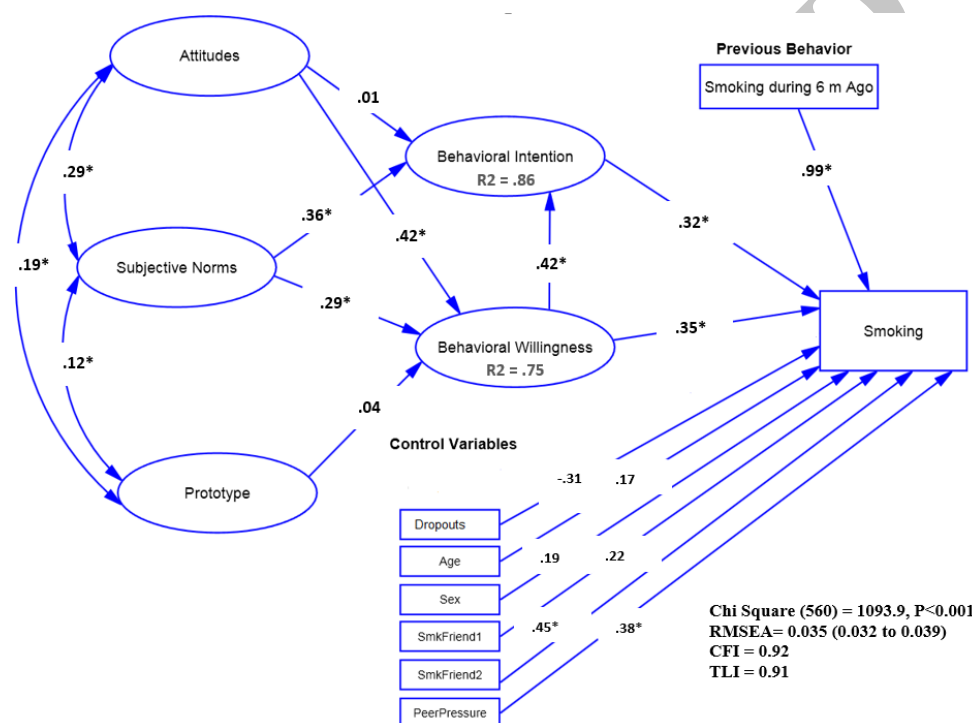 Attitudes
Previous Behavior
Smoking during 6 m Ago
.01
Behavioral Intention
R2 = .86
.29*
.99*
.36*
.32*
.42*
.42*
.19*
Subjective Norms
.29*
.35*
Smoking
Behavioral Willingness
R2 = .75
.12*
.04
Control Variables
Prototype
-.31
.17
Dropouts
Age
.19
.22
Sex
SmkFriend1
.45*
.38*
SmkFriend2
PeerPressure
Chi Square (560) = 1093.9, P<0.001
RMSEA= 0.035 (0.032 to 0.039)
CFI = 0.92
TLI = 0.91